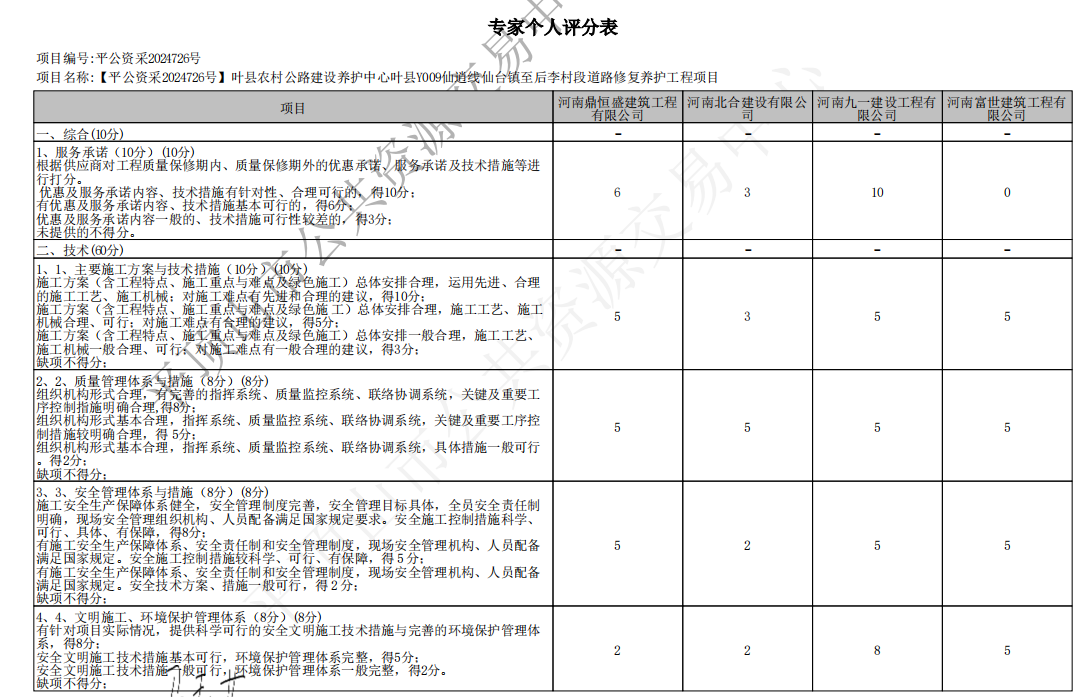 专家个人评分表
项目编号:平公资采2024726号
项目名称:【平公资采2024726号】叶县农村公路建设养护中心叶县Y009仙逍线仙台镇至后李村段道路修复养护工程项目
项目 河南鼎恒盛建筑工程有限公司 河南北合建设有限公司 河南九一建设工程有限公司 河南富世建筑工程有限公司
一、综合(10分) - - - -
1、服务承诺（10分）(10分)
根据供应商对工程质量保修期内、质量保修期外的优惠承诺、服务承诺及技术措施等进
行打分。
优惠及服务承诺内容、技术措施有针对性、合理可行的，得10分；
有优惠及服务承诺内容、技术措施基本可行的，得6分；
优惠及服务承诺内容一般的、技术措施可行性较差的，得3分；
未提供的不得分。
6 3 10 0
二、技术(60分) - - - -
1、1、主要施工方案与技术措施（10分）(10分)
施工方案（含工程特点、施工重点与难点及绿色施工）总体安排合理，运用先进、合理
的施工工艺、施工机械；对施工难点有先进和合理的建议，得10分；
施工方案（含工程特点、施工重点与难点及绿色施工）总体安排合理，施工工艺、施工
机械合理、可行；对施工难点有合理的建议，得5分；
施工方案（含工程特点、施工重点与难点及绿色施工）总体安排一般合理，施工工艺、
施工机械一般合理、可行；对施工难点有一般合理的建议，得3分；
缺项不得分；
5 3 5 5
2、2、质量管理体系与措施（8分）(8分)
组织机构形式合理，有完善的指挥系统、质量监控系统、联络协调系统，关键及重要工
序控制指施明确合理,得8分；
组织机构形式基本合理，指挥系统、质量监控系统、联络协调系统，关键及重要工序控
制措施较明确合理，得 5分；
组织机构形式基本合理，指挥系统、质量监控系统、联络协调系统，具体措施一般可行
。得2分；
缺项不得分；
5 5 5 5
3、3、安全管理体系与措施（8分）(8分)
施工安全生产保障体系健全，安全管理制度完善，安全管理目标具体，全员安全责任制
明确，现场安全管理组织机构、人员配备满足国家规定要求。安全施工控制措施科学、
可行、具体、有保障，得8分；
有施工安全生产保障体系、安全责任制和安全管理制度，现场安全管理机构、人员配备
满足国家规定。安全施工控制措施较科学、可行、有保障，得 5 分；
有施工安全生产保障体系、安全责任制和安全管理制度，现场安全管理机构、人员配备
满足国家规定。安全技术方案、措施一般可行，得 2 分；
缺项不得分；
5 2 5 5
4、4、文明施工、环境保护管理体系（8分）(8分)
有针对项目实际情况，提供科学可行的安全文明施工技术措施与完善的环境保护管理体
系，得8分；
安全文明施工技术措施基本可行，环境保护管理体系完整，得5分；
安全文明施工技术措施一般可行，环境保护管理体系一般完整，得2分。
缺项不得分；
2 2 8 5
平顶山市公共资源交易中
平顶山市公共资源交易中心